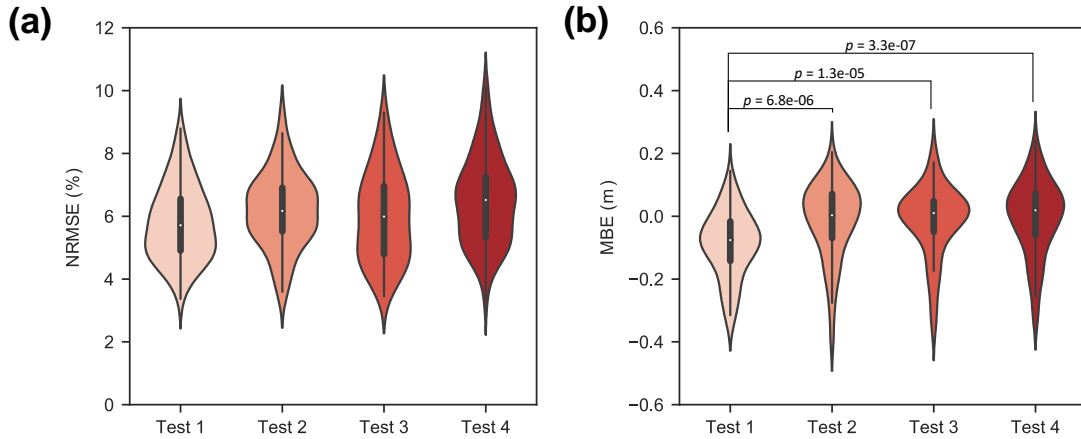 (a)
NRMSE (%)
12
10
8
6
4
2
0
Test 1 Test 2 Test 3 Test 4
(b)
MBE (m)
0.6
0.4
0.2
0.0
−0.2
−0.4
−0.6
p = 3.3e-07
p = 1.3e-05
p = 6.8e-06
Test 1 Test 2 Test 3 Test 4